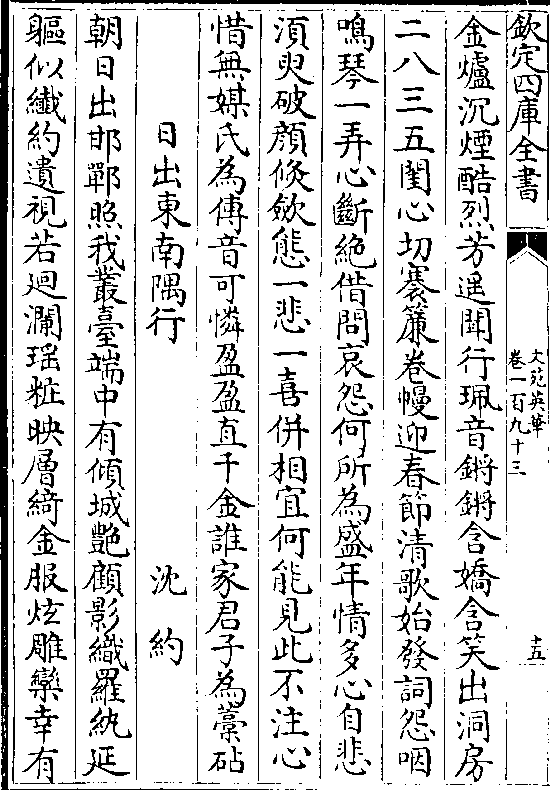 欽定四庫全書
文苑英華
卷一百九十三
十五
金爐沉煙酷烈芳遥聞行珮音鏘鏘含嬌含笑出洞房
二八三五閨心切褰簾卷幔迎春節清歌始發詞怨咽
鳴琴一弄心斷絶借問哀怨何所為盛年情多心自悲
須臾破顔倐歛態一悲一喜併相宜何能見此不注心
惜無媒氏為傳音可憐盈盈直千金誰家君子為藁砧
日出東南隅行
沈約
朝日出邯鄲照我叢臺端中有傾城艷顧影織羅紈延
軀似纎約遺視若迴瀾瑶粧映層綺金服炫雕欒幸有